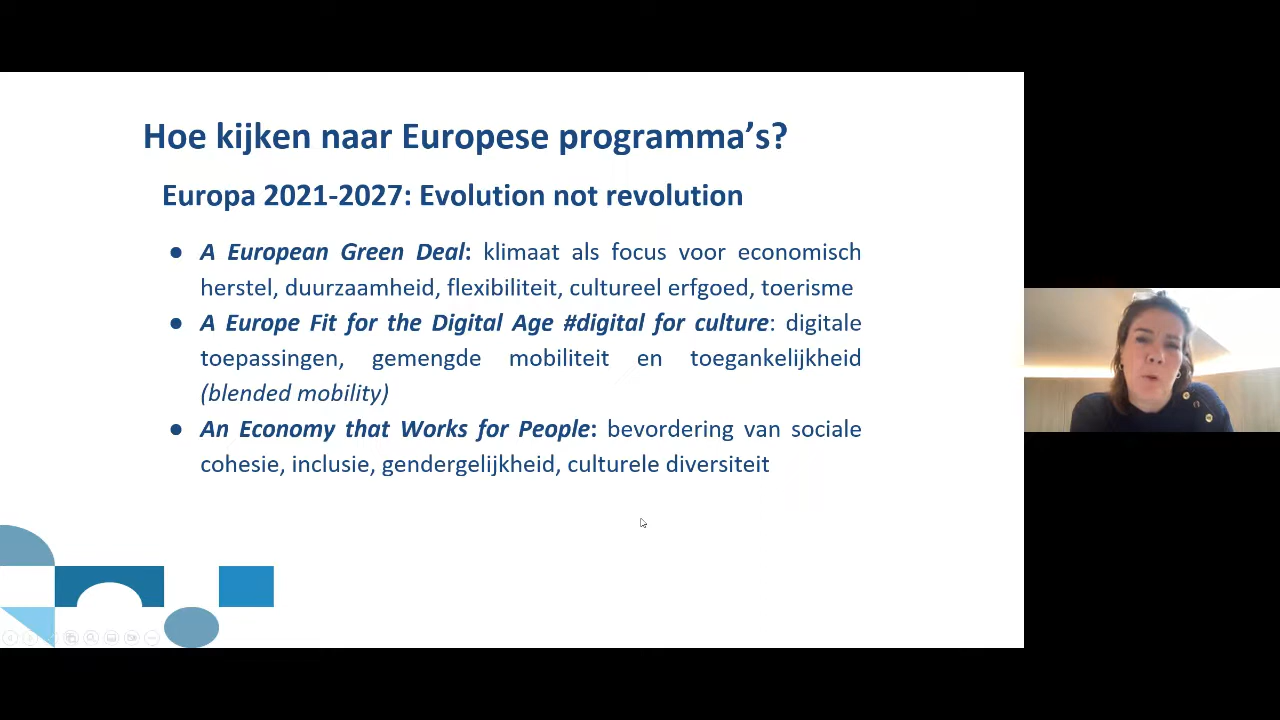 Hoe kijken naar Europese programma’s?
Europa 2021-2027: Evolution not revolution
● A European Green Deal: klimaat als focus voor economisch
herstel, duurzaamheid, flexibiliteit, cultureel erfgoed, toerisme
● A Europe Fit for the Digital Age #digital for culture: digitale
toepassingen, gemengde mobiliteit en toegankelijkheid
(blended mobility)
● An Economy that Works for People: bevordering van sociale
cohesie, inclusie, gendergelijkheid, culturele diversiteit